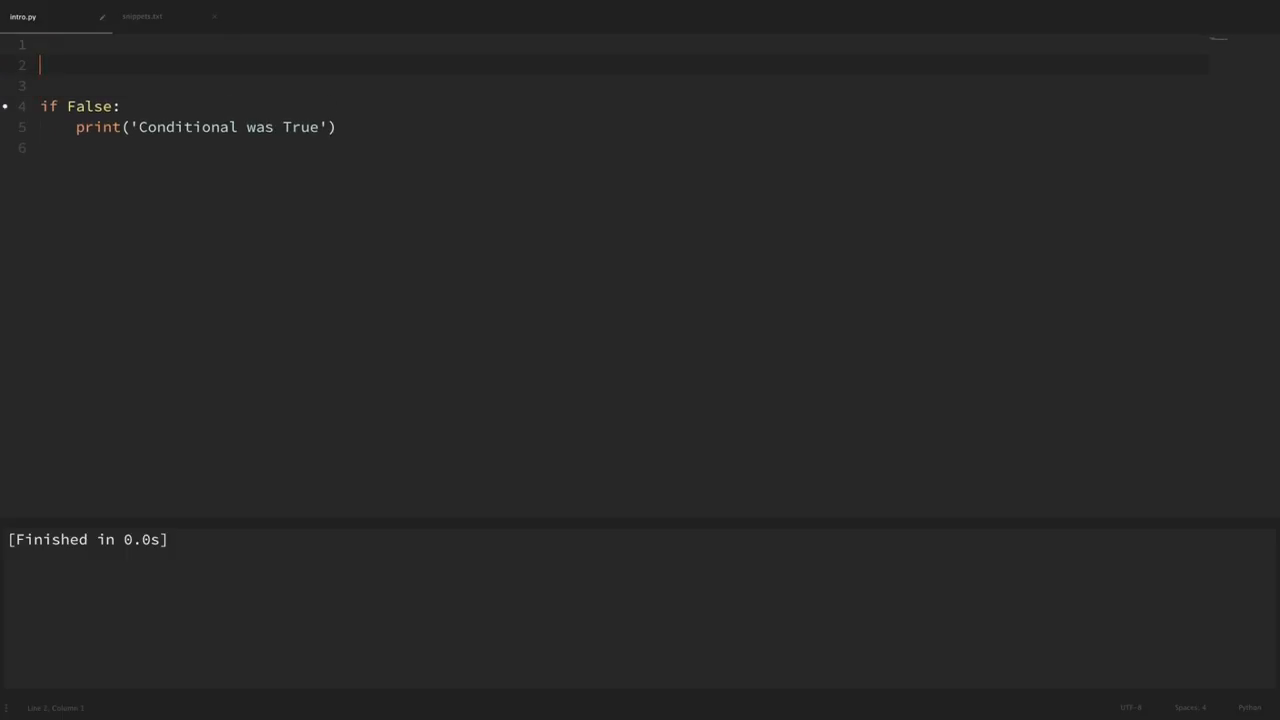 intro.py
snippets.txt
1
2
3
4 if False:
5 print('Conditional was True')
6
[Finished in 0.0s]
Line 2, Column 1
UTF-8
Spaces: 4
Python